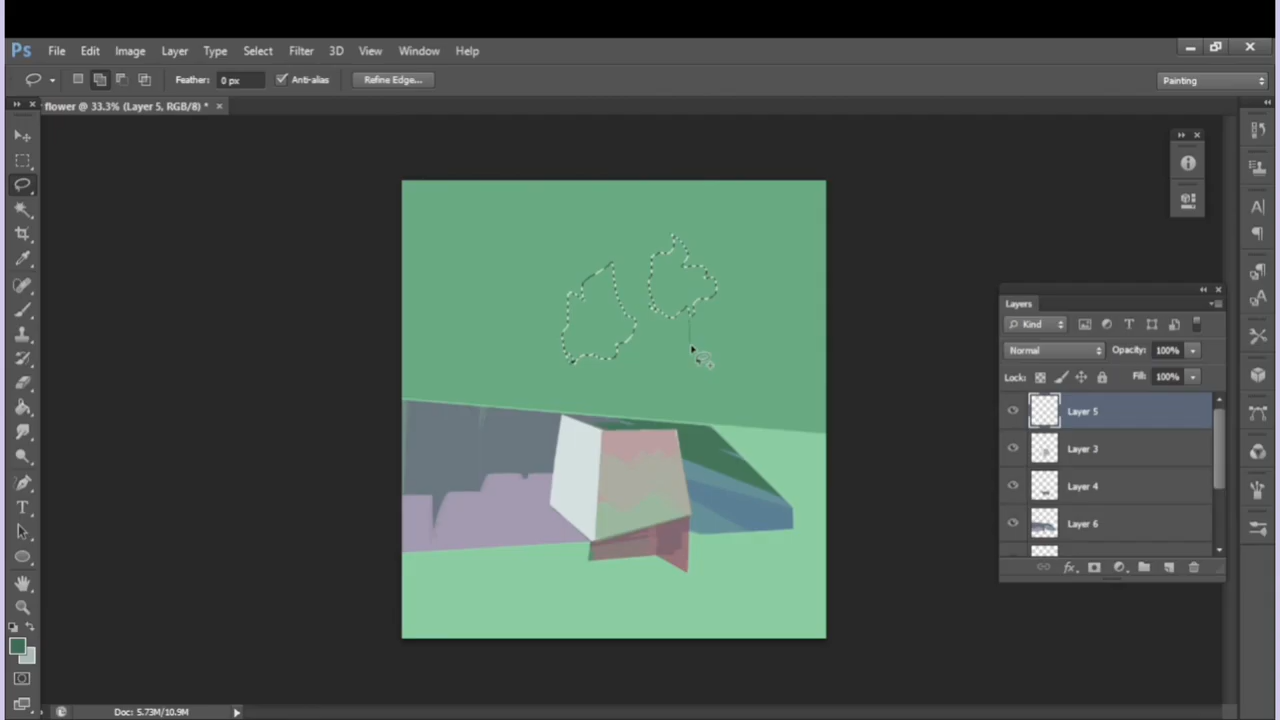 Ps File Edit Image Layer Type Select Filter 3D View Window Help
Feather: 0 px Anti-alias Refine Edge... Painting
flower @ 33.3% (Layer 5, RGB/8) * ×
Layers
Kind
Normal Opacity: 100%
Lock: Fill: 100%
Layer 5
Layer 3
Layer 4
Layer 6
Doc: 5.73M/10.9M